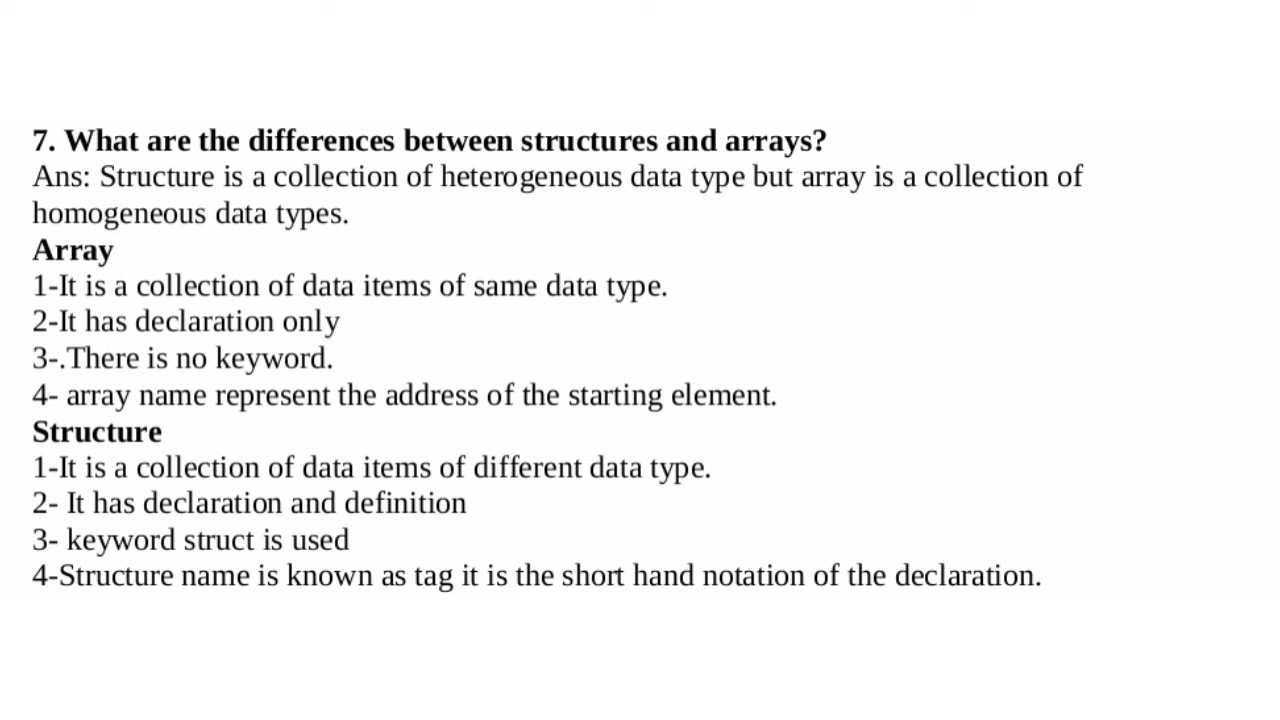 7. What are the differences between structures and arrays?
Ans: Structure is a collection of heterogeneous data type but array is a collection of
homogeneous data types.
Array
1-It is a collection of data items of same data type.
2-It has declaration only
3-.There is no keyword.
4- array name represent the address of the starting element.
Structure
1-It is a collection of data items of different data type.
2- It has declaration and definition
3- keyword struct is used
4-Structure name is known as tag it is the short hand notation of the declaration.